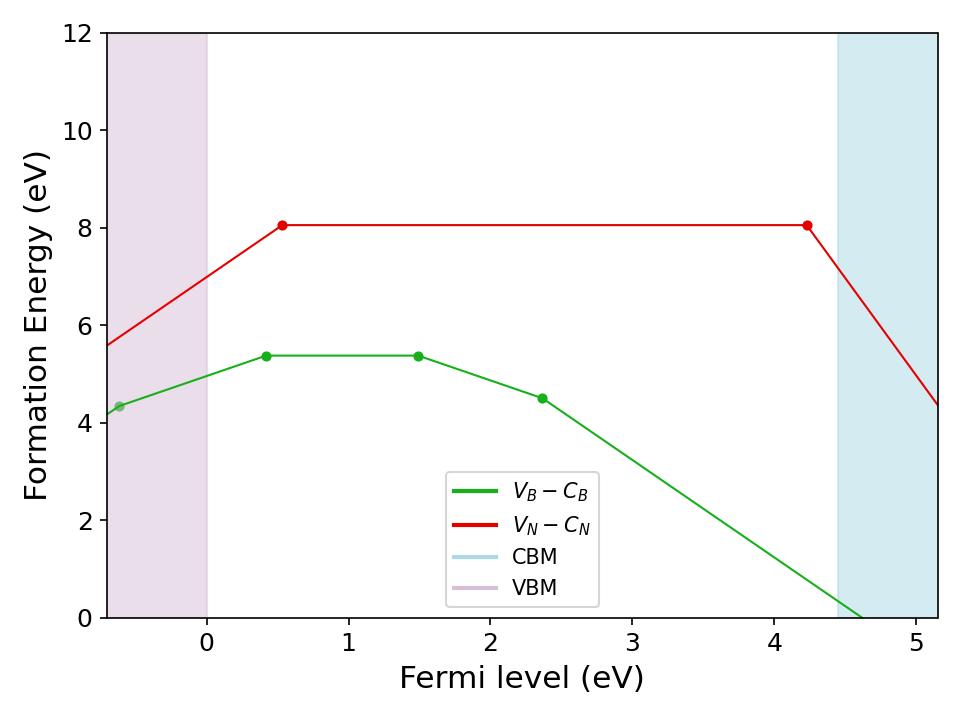 12
10
8
6
4
2
0
Formation Energy (eV)
V_B − C_B
V_N − C_N
CBM
VBM
0 1 2 3 4 5
Fermi level (eV)